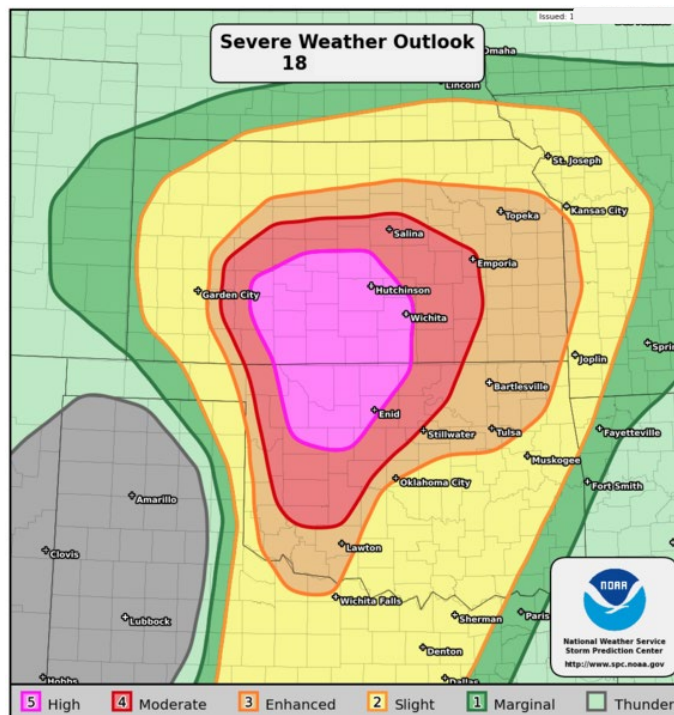 Issued: 1
Severe Weather Outlook
18
Omaha
Lincoln
St. Joseph
Kansas City
Topeka
Salina
Emporia
Garden City
Hutchinson
Wichita
Joplin
Bartlesville
Enid
Stillwater
Tulsa
Fayetteville
Muskogee
Oklahoma City
Fort Smith
Amarillo
Clovis
Lawton
Wichita Falls
Lubbock
Sherman
Paris
Denton
Hobbs
Dallas
NOAA
National Weather Service
Storm Prediction Center
http://www.spc.noaa.gov
5 High 4 Moderate 3 Enhanced 2 Slight 1 Marginal Thunder